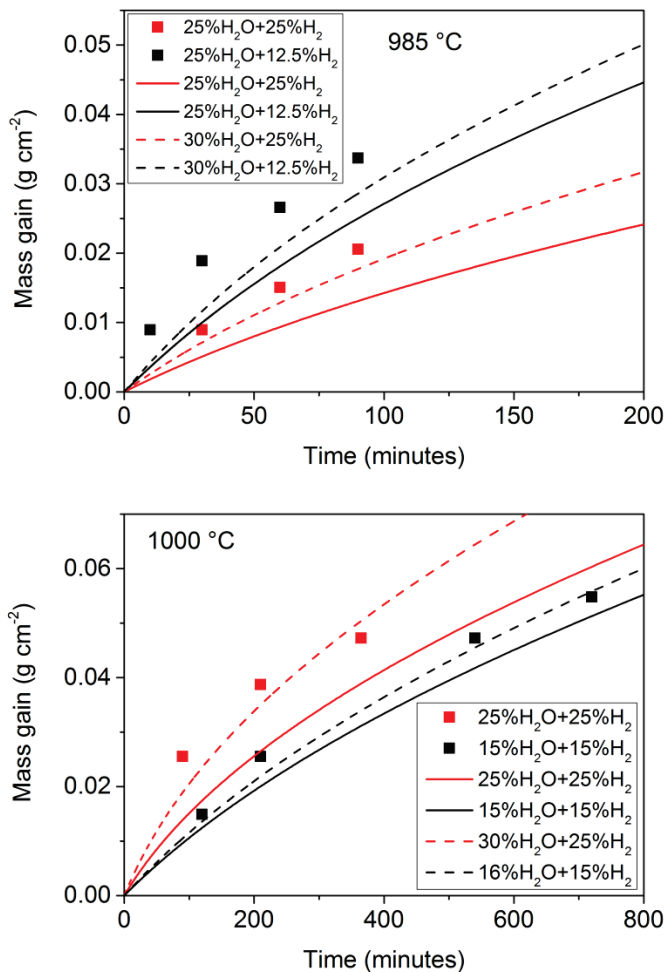 985 °C
25%H₂O+25%H₂
25%H₂O+12.5%H₂
25%H₂O+25%H₂
25%H₂O+12.5%H₂
30%H₂O+25%H₂
30%H₂O+12.5%H₂
Mass gain (g cm⁻²)
0.05
0.04
0.03
0.02
0.01
0.00
0 50 100 150 200
Time (minutes)
1000 °C
Mass gain (g cm⁻²)
0.06
0.04
0.02
0.00
25%H₂O+25%H₂
15%H₂O+15%H₂
25%H₂O+25%H₂
15%H₂O+15%H₂
30%H₂O+25%H₂
16%H₂O+15%H₂
0 200 400 600 800
Time (minutes)